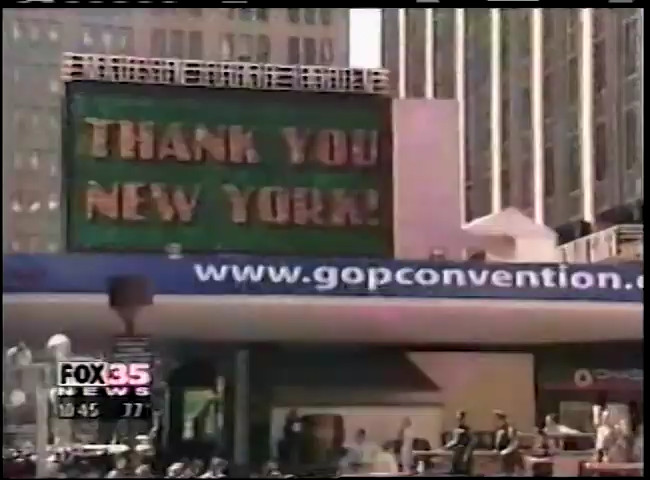 THANK YOU
NEW YORK!
www.gopconvention.
FOX 35
NEWS
10:45 77°